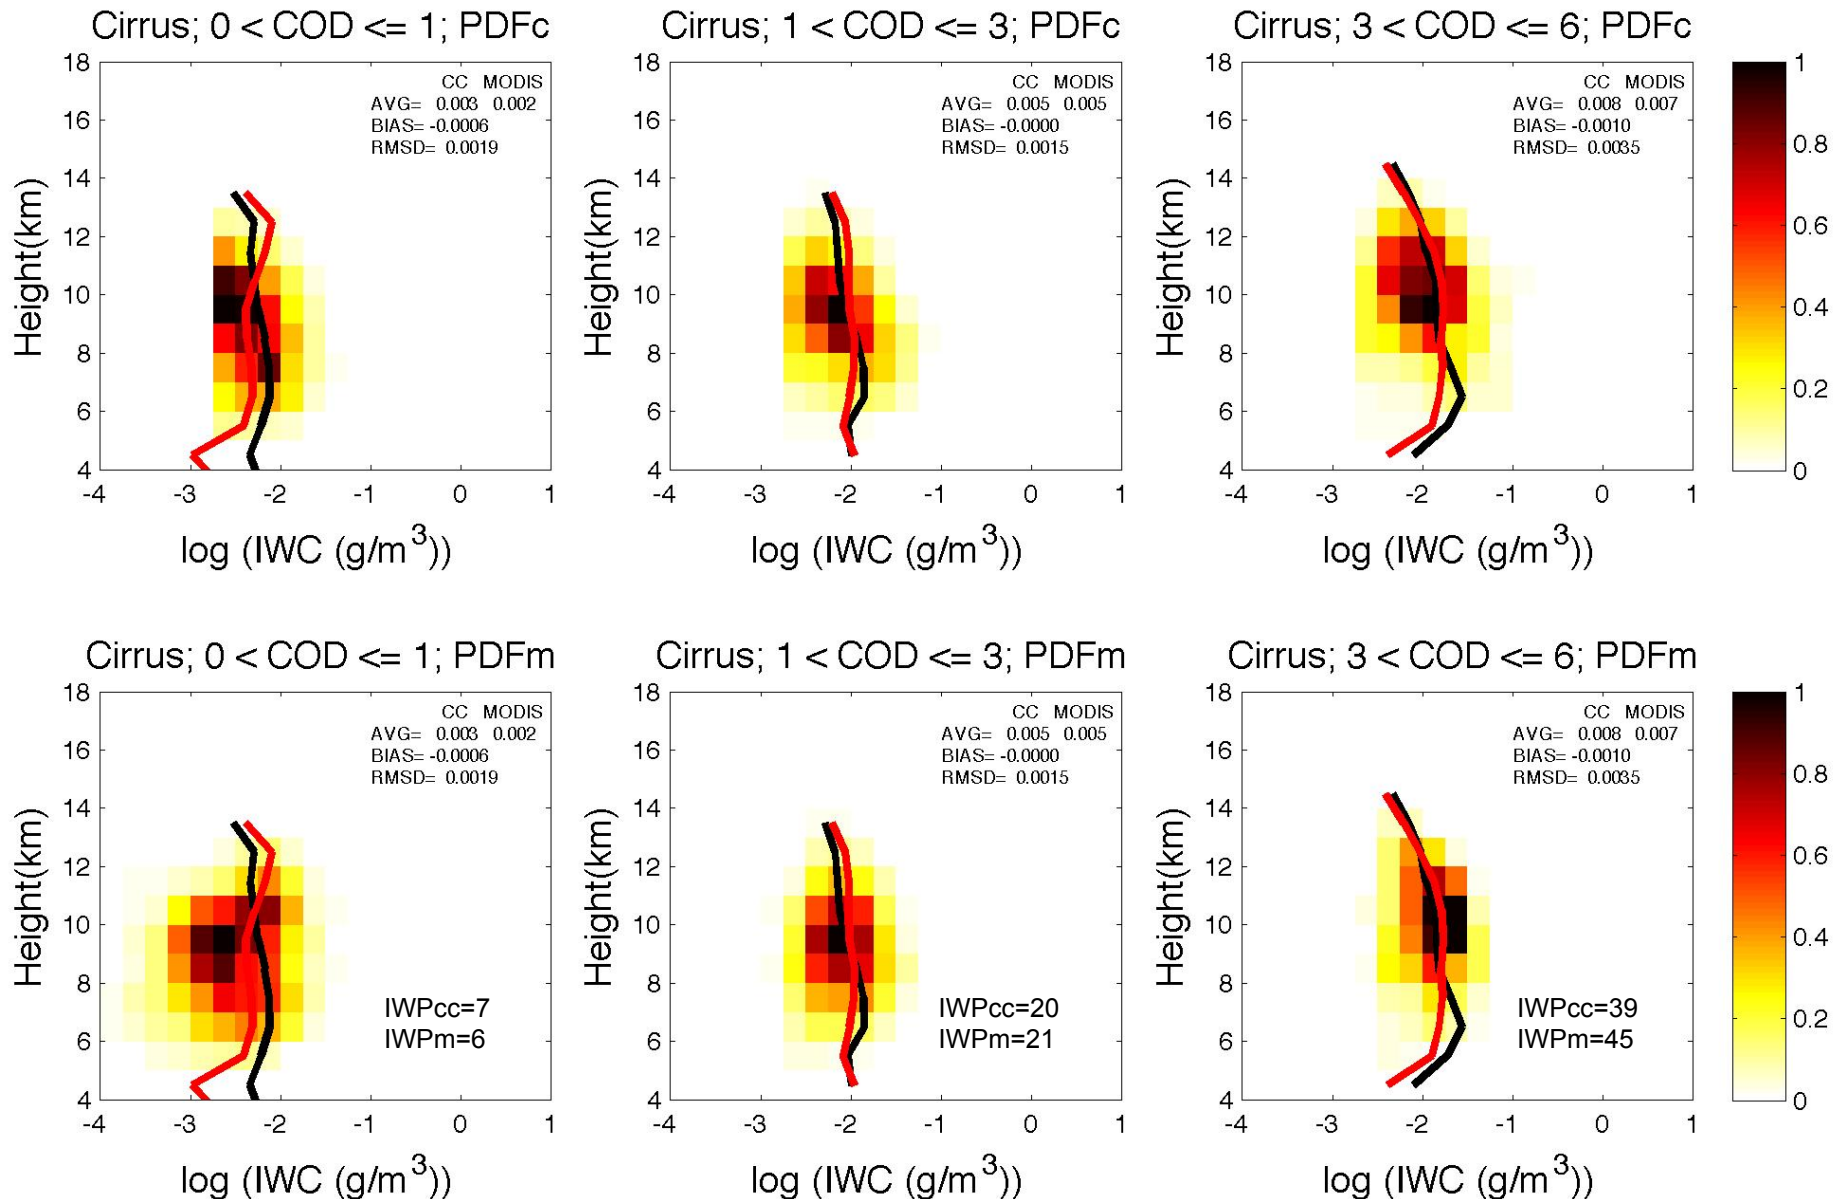 Cirrus; 0 < COD <= 1; PDFc
Cirrus; 1 < COD <= 3; PDFc
Cirrus; 3 < COD <= 6; PDFc
18
16
14
12
10
8
6
4
Height(km)
CC MODIS
AVG= 0.003 0.002
BIAS= -0.0006
RMSD= 0.0019
-4 -3 -2 -1 0 1
log (IWC (g/m³))
18
16
14
12
10
8
6
4
Height(km)
CC MODIS
AVG= 0.005 0.005
BIAS= -0.0000
RMSD= 0.0015
-4 -3 -2 -1 0 1
log (IWC (g/m³))
18
16
14
12
10
8
6
4
Height(km)
CC MODIS
AVG= 0.008 0.007
BIAS= -0.0010
RMSD= 0.0035
-4 -3 -2 -1 0 1
log (IWC (g/m³))
1
0.8
0.6
0.4
0.2
0
Cirrus; 0 < COD <= 1; PDFm
Cirrus; 1 < COD <= 3; PDFm
Cirrus; 3 < COD <= 6; PDFm
18
16
14
12
10
8
6
4
Height(km)
CC MODIS
AVG= 0.003 0.002
BIAS= -0.0006
RMSD= 0.0019
IWPcc=7
IWPm=6
-4 -3 -2 -1 0 1
log (IWC (g/m³))
18
16
14
12
10
8
6
4
Height(km)
CC MODIS
AVG= 0.005 0.005
BIAS= -0.0000
RMSD= 0.0015
IWPcc=20
IWPm=21
-4 -3 -2 -1 0 1
log (IWC (g/m³))
18
16
14
12
10
8
6
4
Height(km)
CC MODIS
AVG= 0.008 0.007
BIAS= -0.0010
RMSD= 0.0035
IWPcc=39
IWPm=45
-4 -3 -2 -1 0 1
log (IWC (g/m³))
1
0.8
0.6
0.4
0.2
0